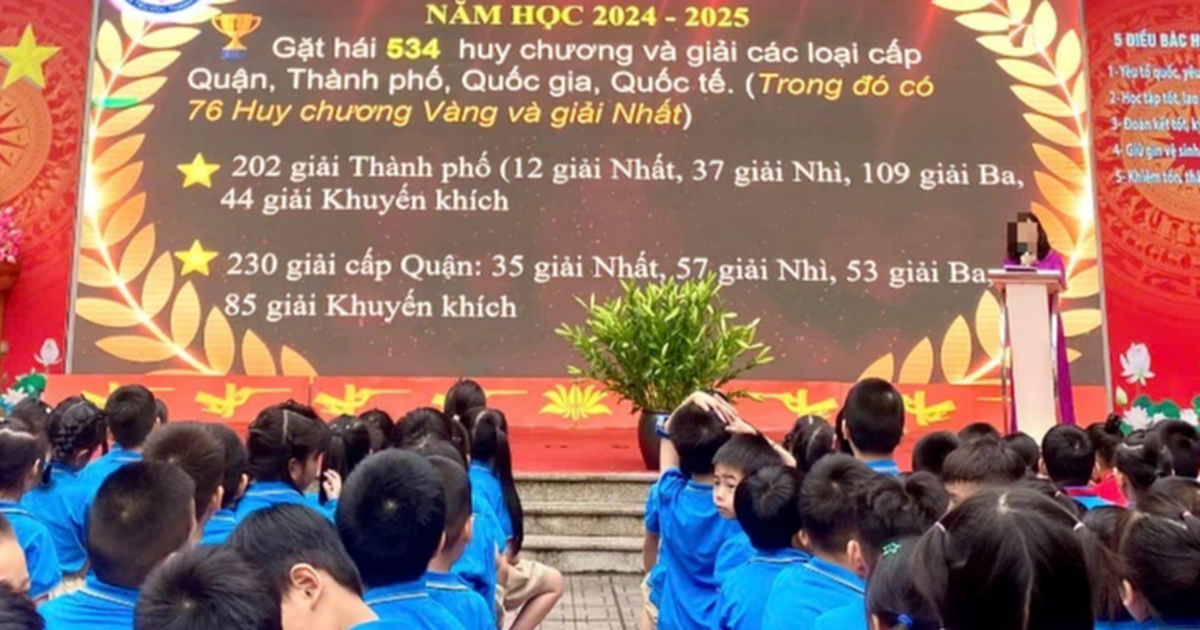 NĂM HỌC 2024 - 2025
Gặt hái 534 huy chương và giải các loại cấp
Quận, Thành phố, Quốc gia, Quốc tế. (Trong đó có
76 Huy chương Vàng và giải Nhất)
202 giải Thành phố (12 giải Nhất, 37 giải Nhì, 109 giải Ba,
44 giải Khuyến khích
230 giải cấp Quận: 35 giải Nhất, 57 giải Nhì, 53 giải Ba,
85 giải Khuyến khích
5 ĐIỀU BÁC H
1- Yêu tổ quốc, yêu
2- Học tập tốt, lao
3- Đoàn kết tốt, k
4- Giữ gìn vệ sinh
5- Khiêm tốn, thậ